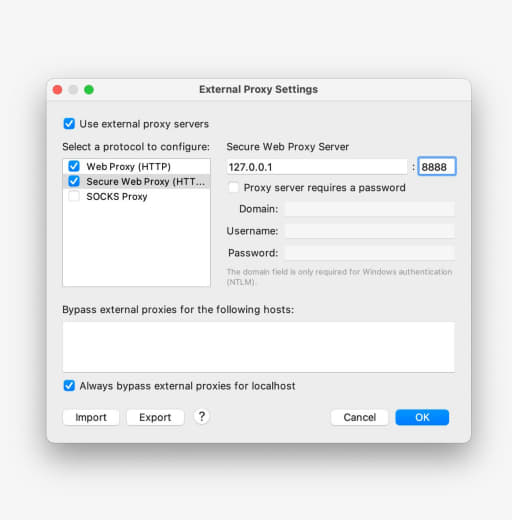 External Proxy Settings
Use external proxy servers
Select a protocol to configure:
Web Proxy (HTTP)
Secure Web Proxy (HTT...
SOCKS Proxy
Secure Web Proxy Server
127.0.0.1 : 8888
Proxy server requires a password
Domain:
Username:
Password:
The domain field is only required for Windows authentication
(NTLM).
Bypass external proxies for the following hosts:
Always bypass external proxies for localhost
Import Export ? Cancel OK